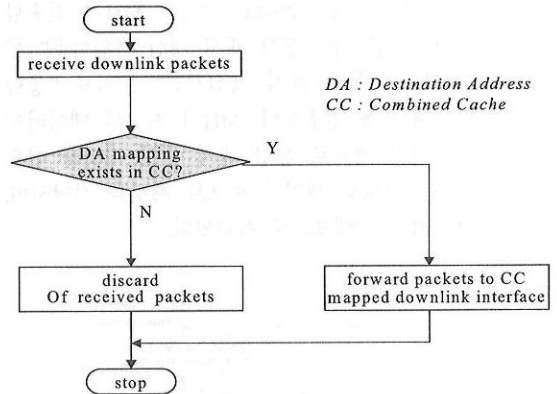 start
receive downlink packets
DA : Destination Address
CC : Combined Cache
DA mapping
exists in CC?
Y
N
discard
Of received packets
forward packets to CC
mapped downlink interface
stop